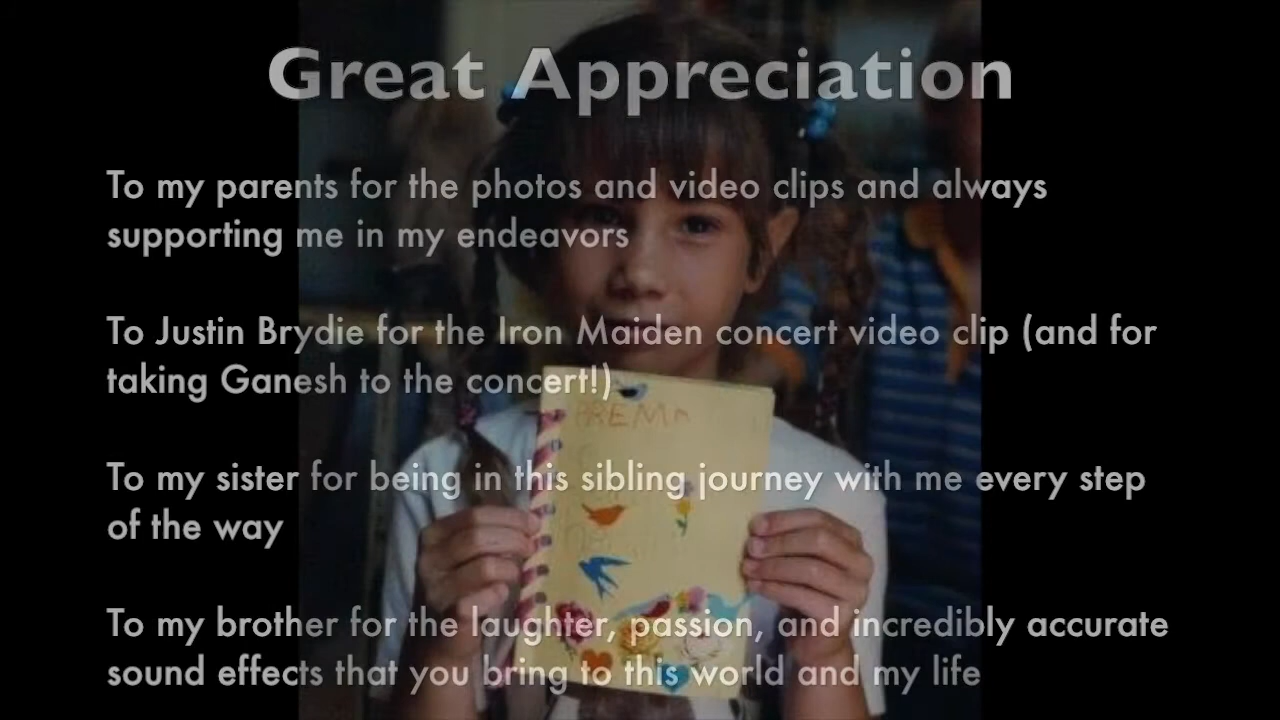 Great Appreciation
To my parents for the photos and video clips and always
supporting me in my endeavors
To Justin Brydie for the Iron Maiden concert video clip (and for
taking Ganesh to the concert!)
To my sister for being in this sibling journey with me every step
of the way
To my brother for the laughter, passion, and incredibly accurate
sound effects that you bring to this world and my life
PREMA